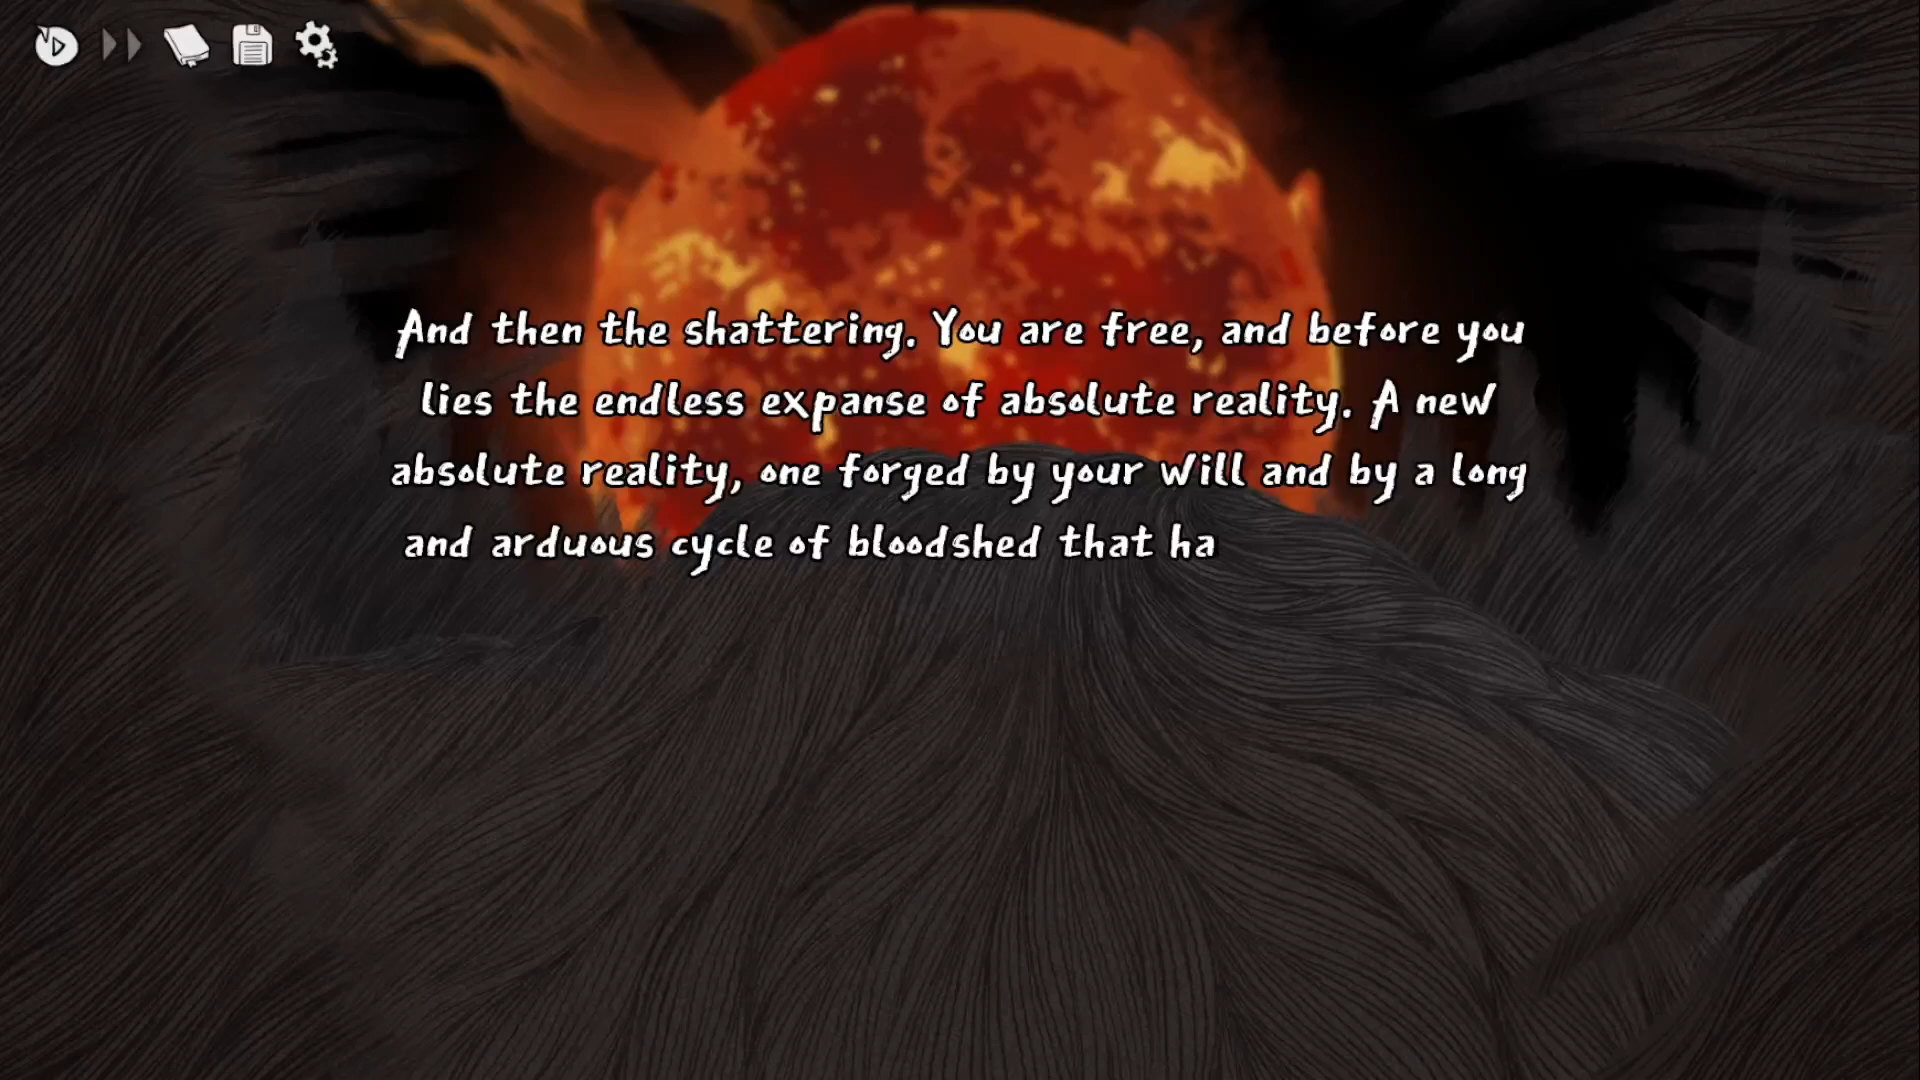 And then the shattering. You are free, and before you
lies the endless expanse of absolute reality. A new
absolute reality, one forged by your will and by a long
and arduous cycle of bloodshed that ha